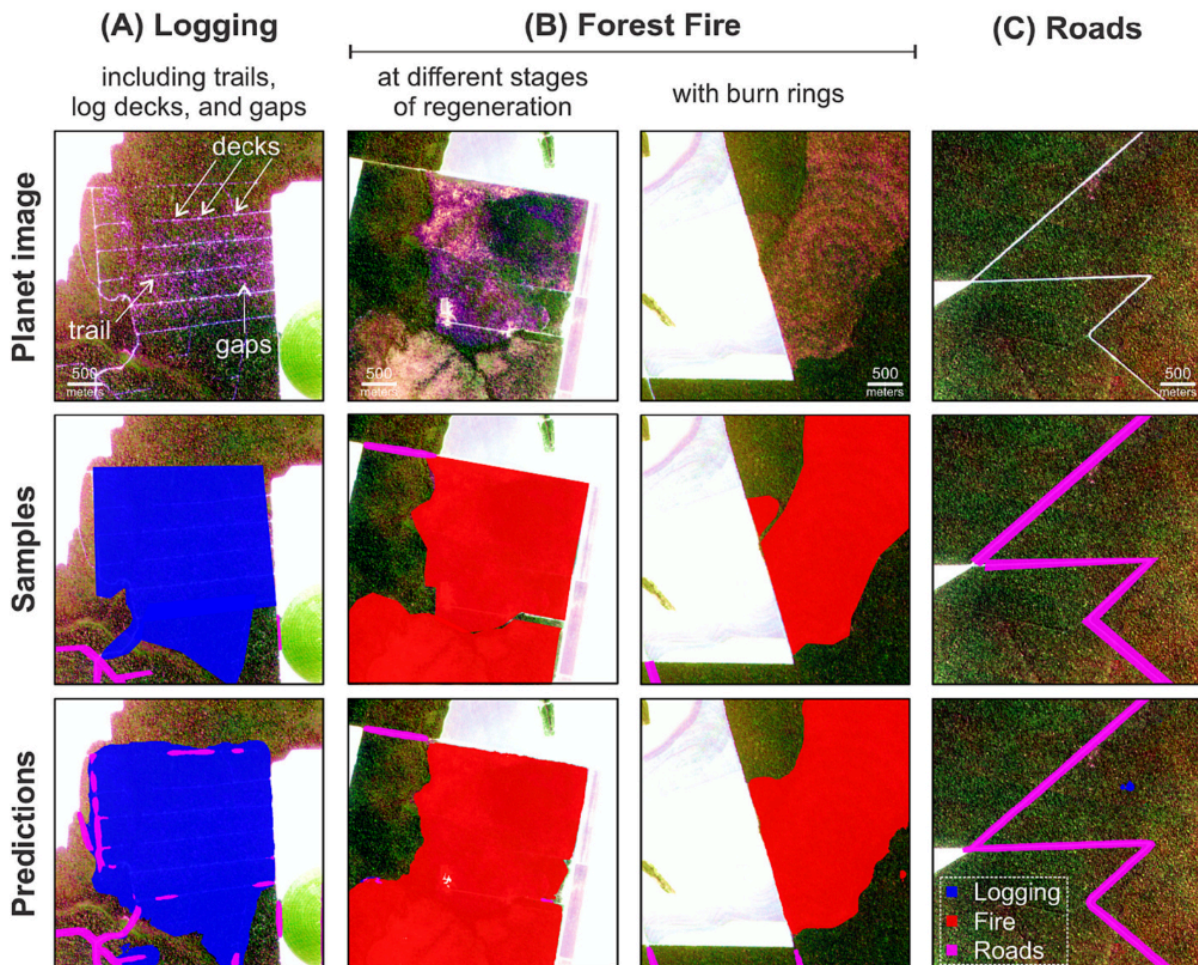 (A) Logging
(B) Forest Fire
(C) Roads
including trails,
log decks, and gaps
at different stages
of regeneration
with burn rings
Planet image
decks
trail
gaps
500
meters
500
meters
500
meters
500
meters
Samples
Predictions
Logging
Fire
Roads